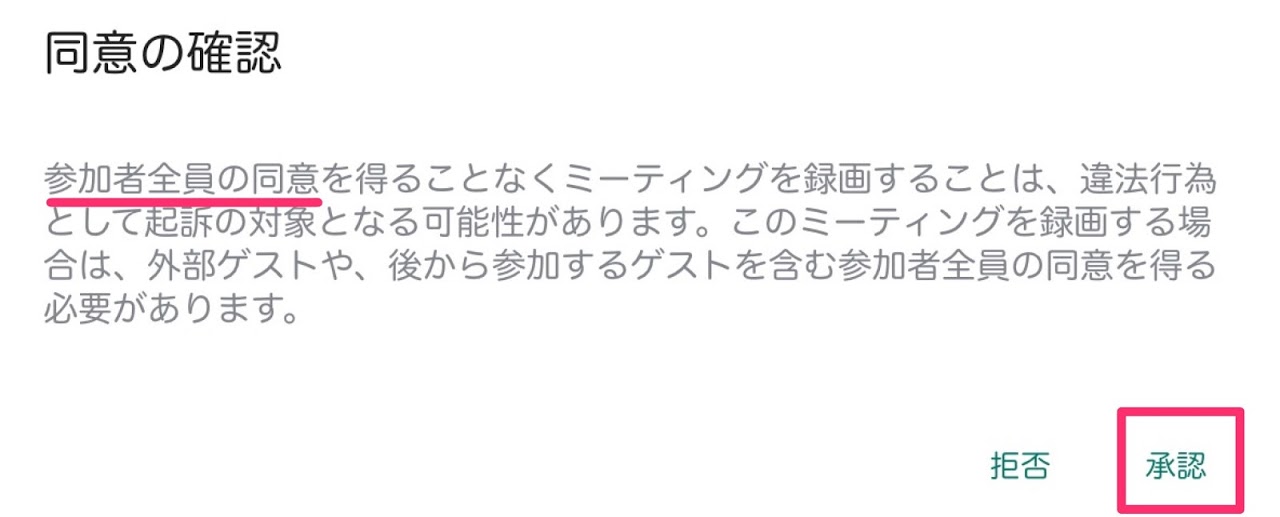 同意の確認
参加者全員の同意を得ることなくミーティングを録画することは、違法行為
として起訴の対象となる可能性があります。このミーティングを録画する場
合は、外部ゲストや、後から参加するゲストを含む参加者全員の同意を得る
必要があります。
拒否 承認